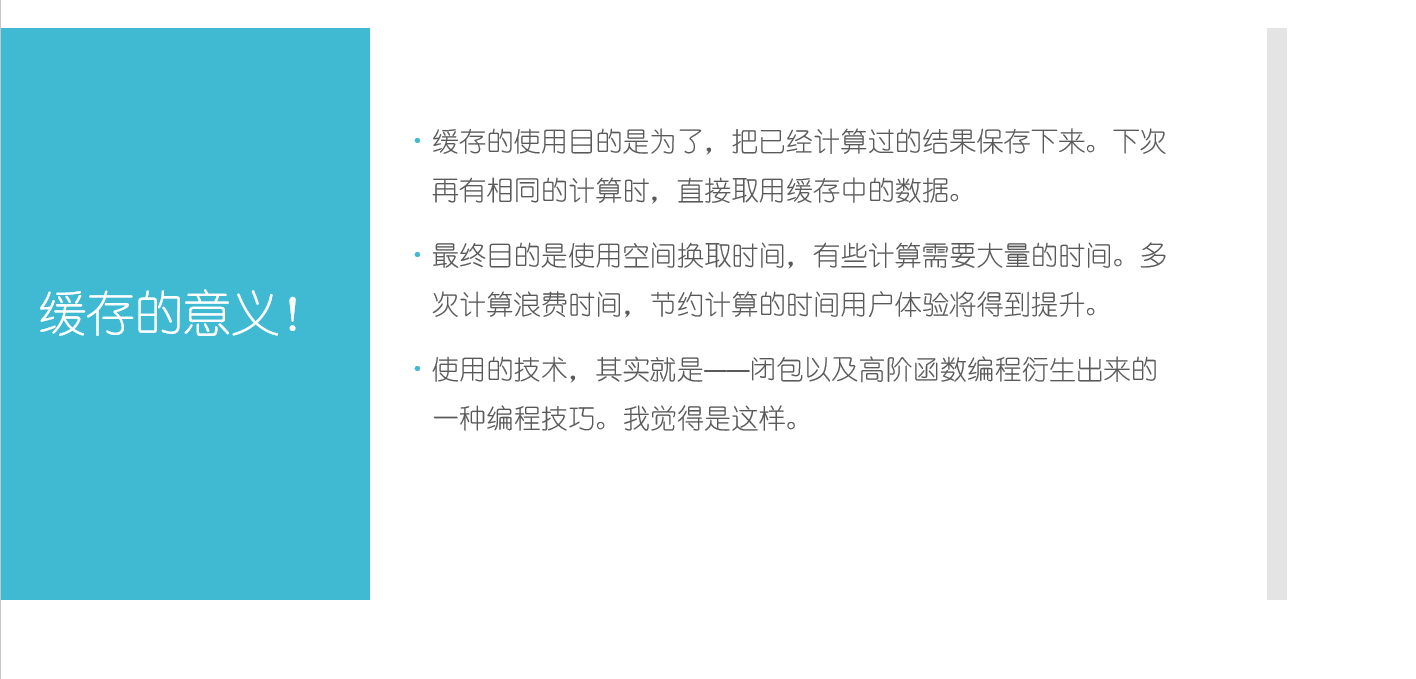 缓存的意义！
缓存的使用目的是为了，把已经计算过的结果保存下来。下次
再有相同的计算时，直接取用缓存中的数据。
最终目的是使用空间换取时间，有些计算需要大量的时间。多
次计算浪费时间，节约计算的时间用户体验将得到提升。
使用的技术，其实就是——闭包以及高阶函数编程衍生出来的
一种编程技巧。我觉得是这样。